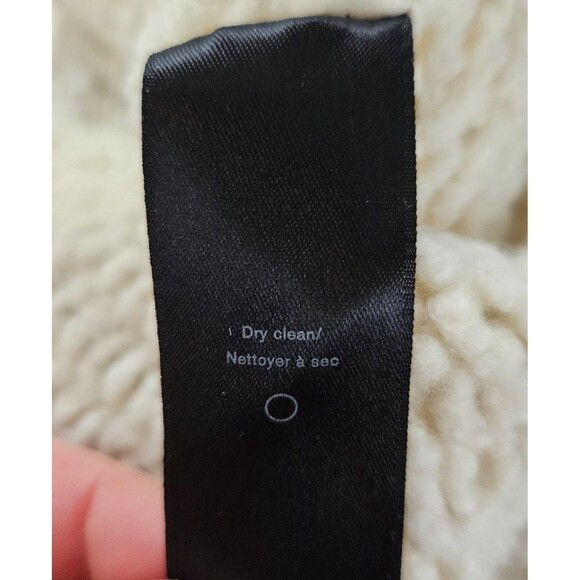 Dry clean/
Nettoyer à sec